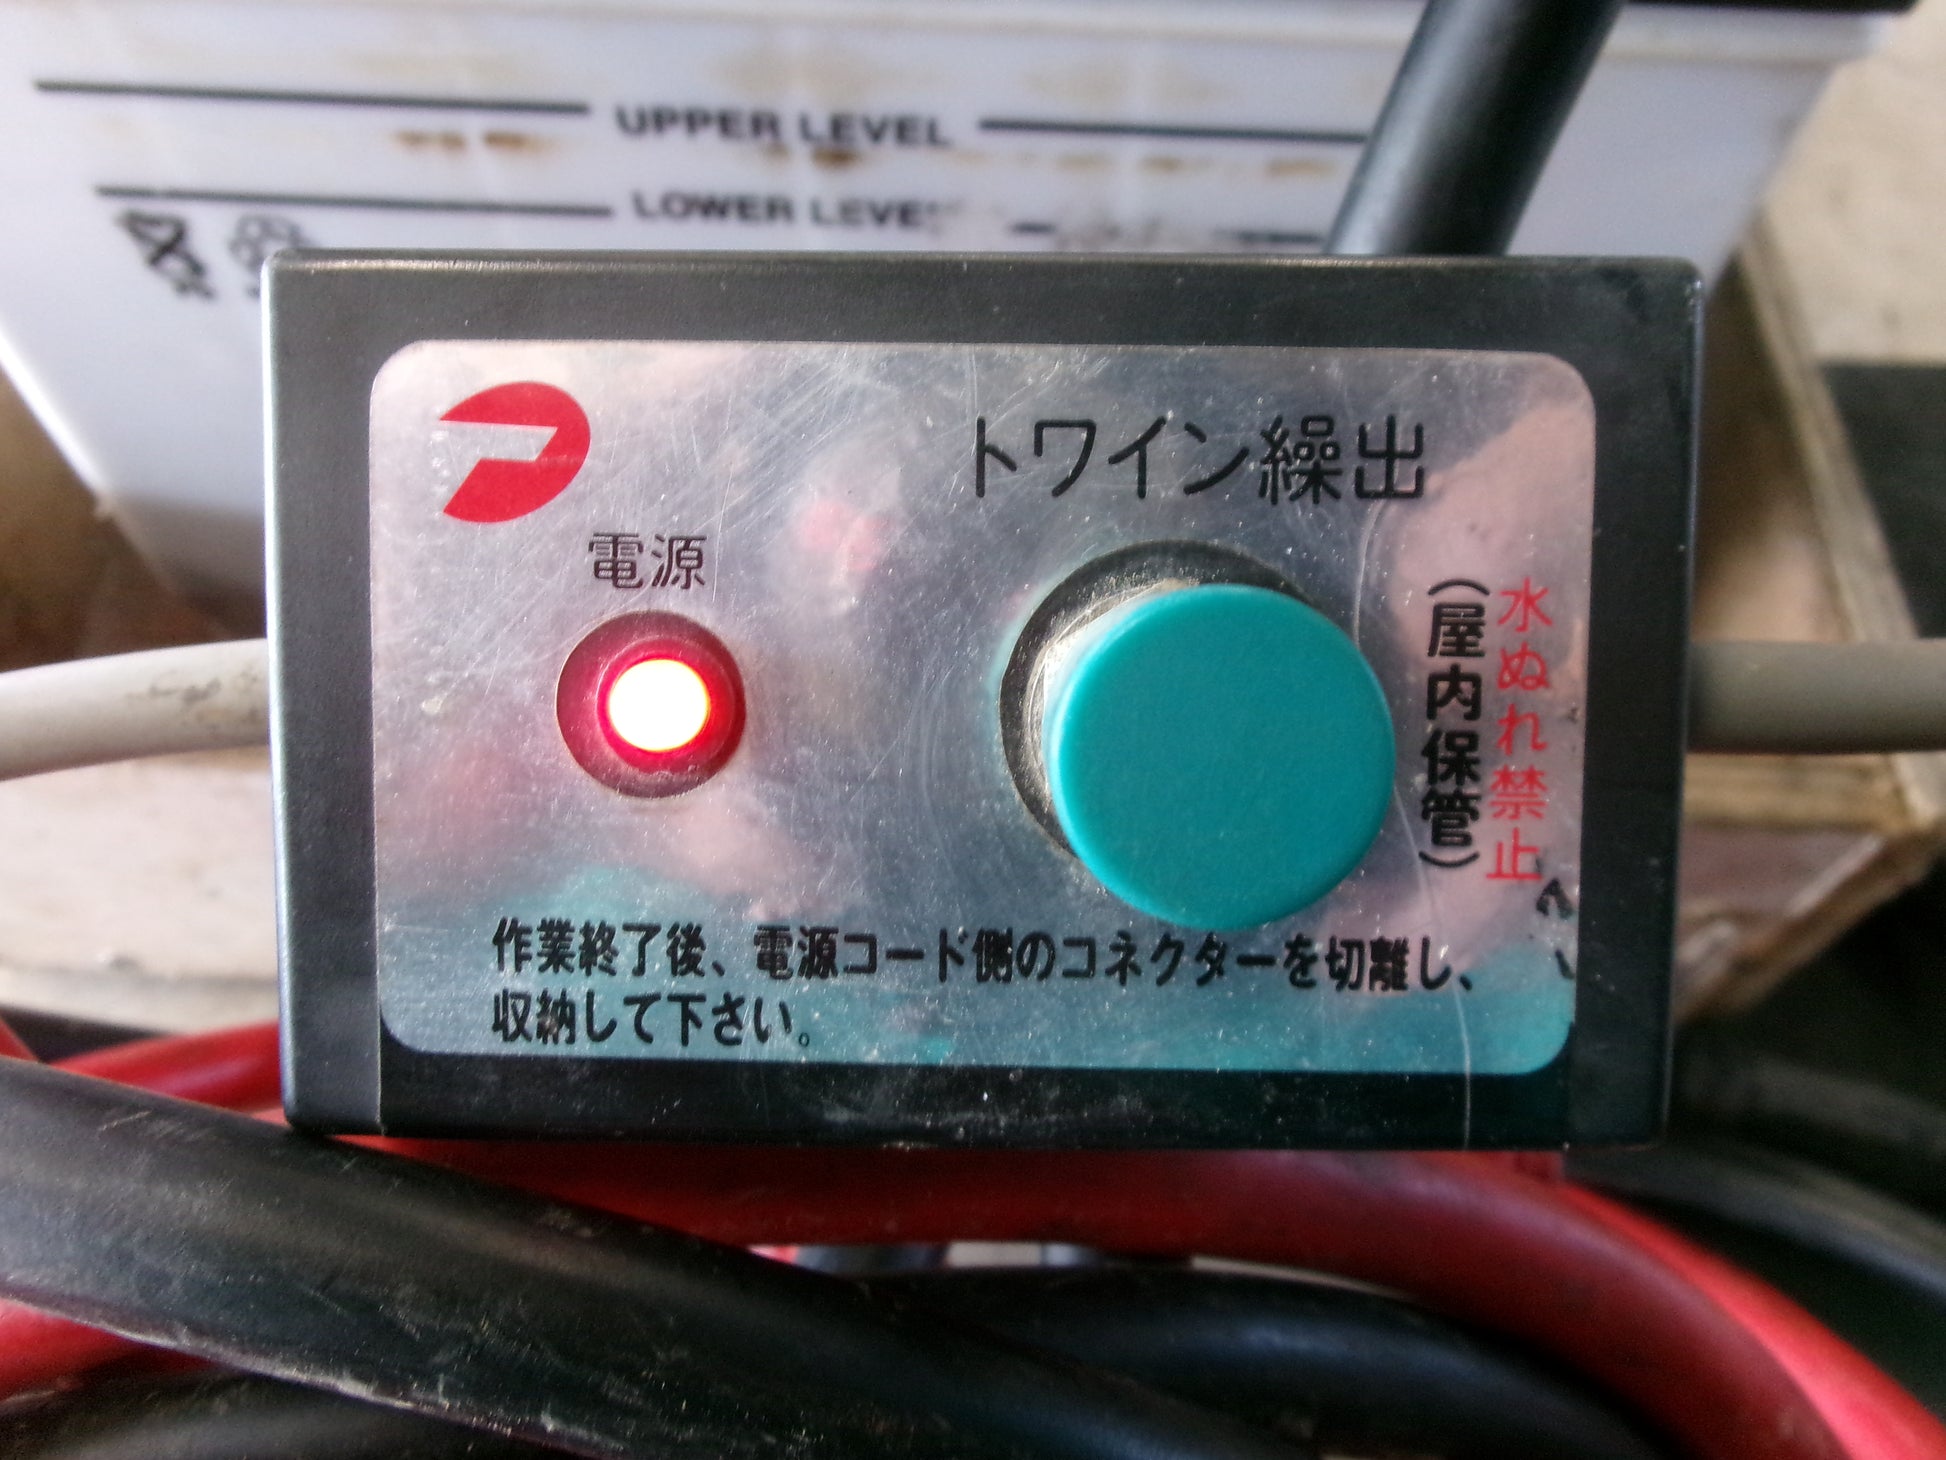 UPPER LEVEL
LOWER LEVEL
トワイン繰出
電源
水ぬれ禁止
(屋内保管)
作業終了後、電源コード側のコネクターを切離し、
収納して下さい。